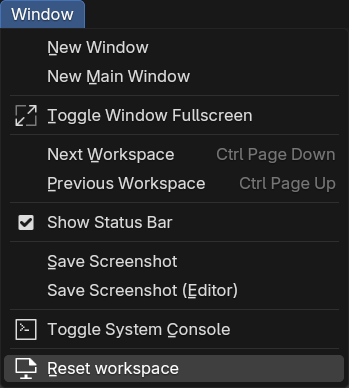 Window
New Window
New Main Window
Toggle Window Fullscreen
Next Workspace Ctrl Page Down
Previous Workspace Ctrl Page Up
Show Status Bar
Save Screenshot
Save Screenshot (Editor)
Toggle System Console
Reset workspace